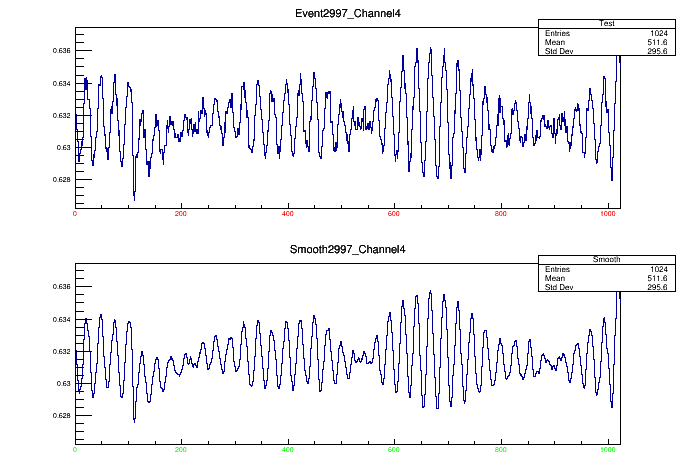 Event2997_Channel4
Test
Entries 1024
Mean 511.6
Std Dev 295.6
0.636
0.634
0.632
0.63
0.628
0 200 400 600 800 1000
Smooth2997_Channel4
Smooth
Entries 1024
Mean 511.6
Std Dev 295.6
0.636
0.634
0.632
0.63
0.628
0 200 400 600 800 1000